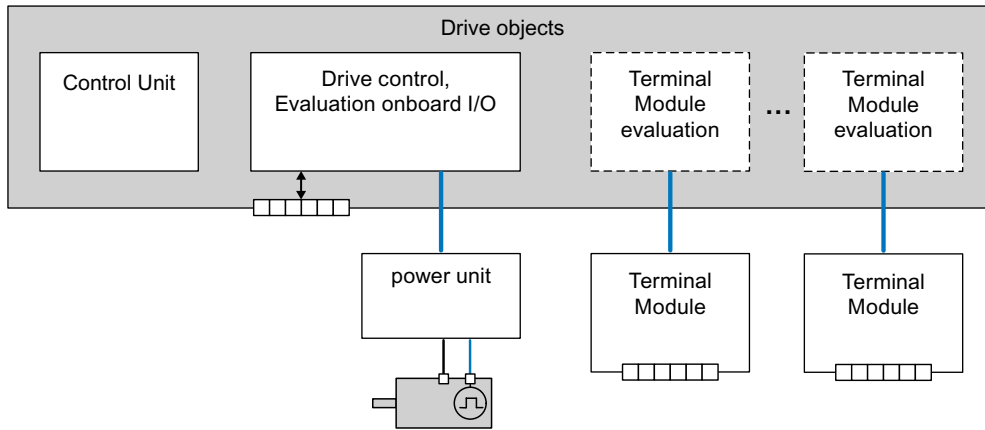 Drive objects
Control Unit
Drive control,
Evaluation onboard I/O
Terminal
Module
evaluation
...
Terminal
Module
evaluation
power unit
Terminal
Module
Terminal
Module